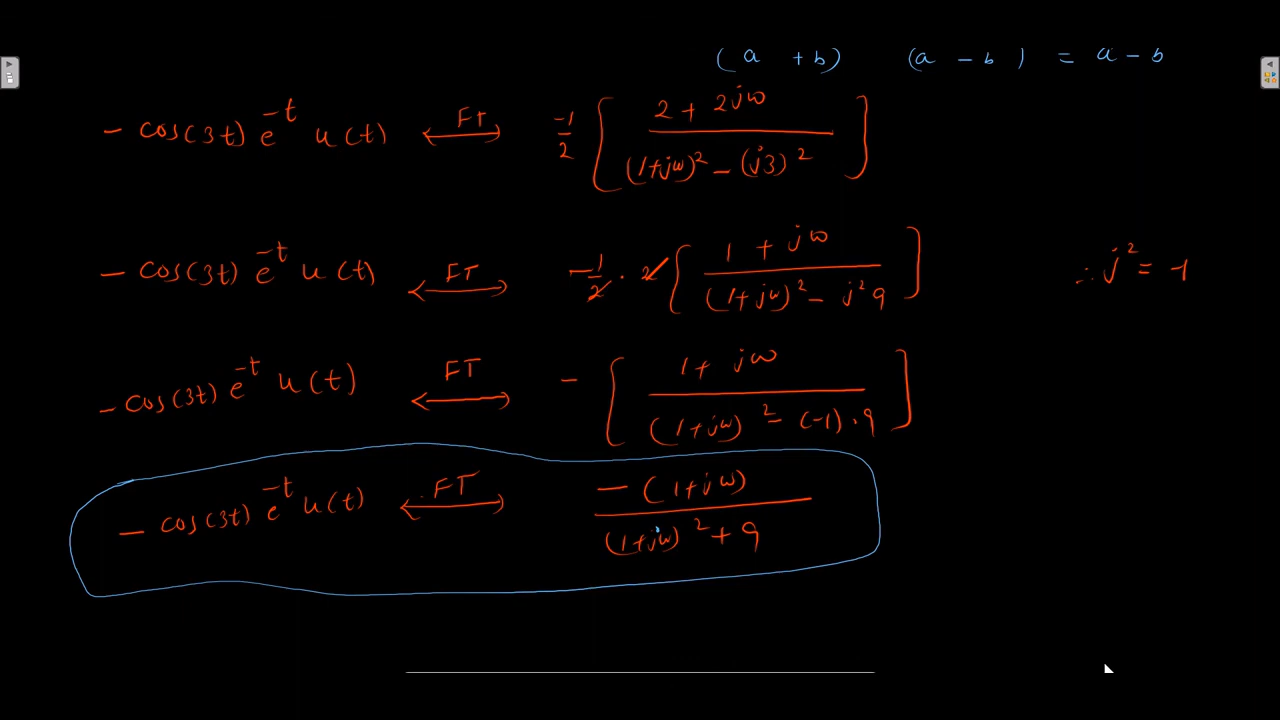 (a + b) (a - b) = a - b
- cos(3t) e^{-t} u(t) ⟷^{FT} -1/2 [ (2 + 2jω) / ((1+jω)² - (j3)²) ]
- cos(3t) e^{-t} u(t) ⟷^{FT} -1/2 · 2 [ (1 + jω) / ((1+jω)² - j²9) ] ∴ j² = -1
- cos(3t) e^{-t} u(t) ⟷^{FT} - [ (1 + jω) / ((1+jω)² - (-1) · 9) ]
- cos(3t) e^{-t} u(t) ⟷^{FT} -(1+jω) / ((1+jω)² + 9)